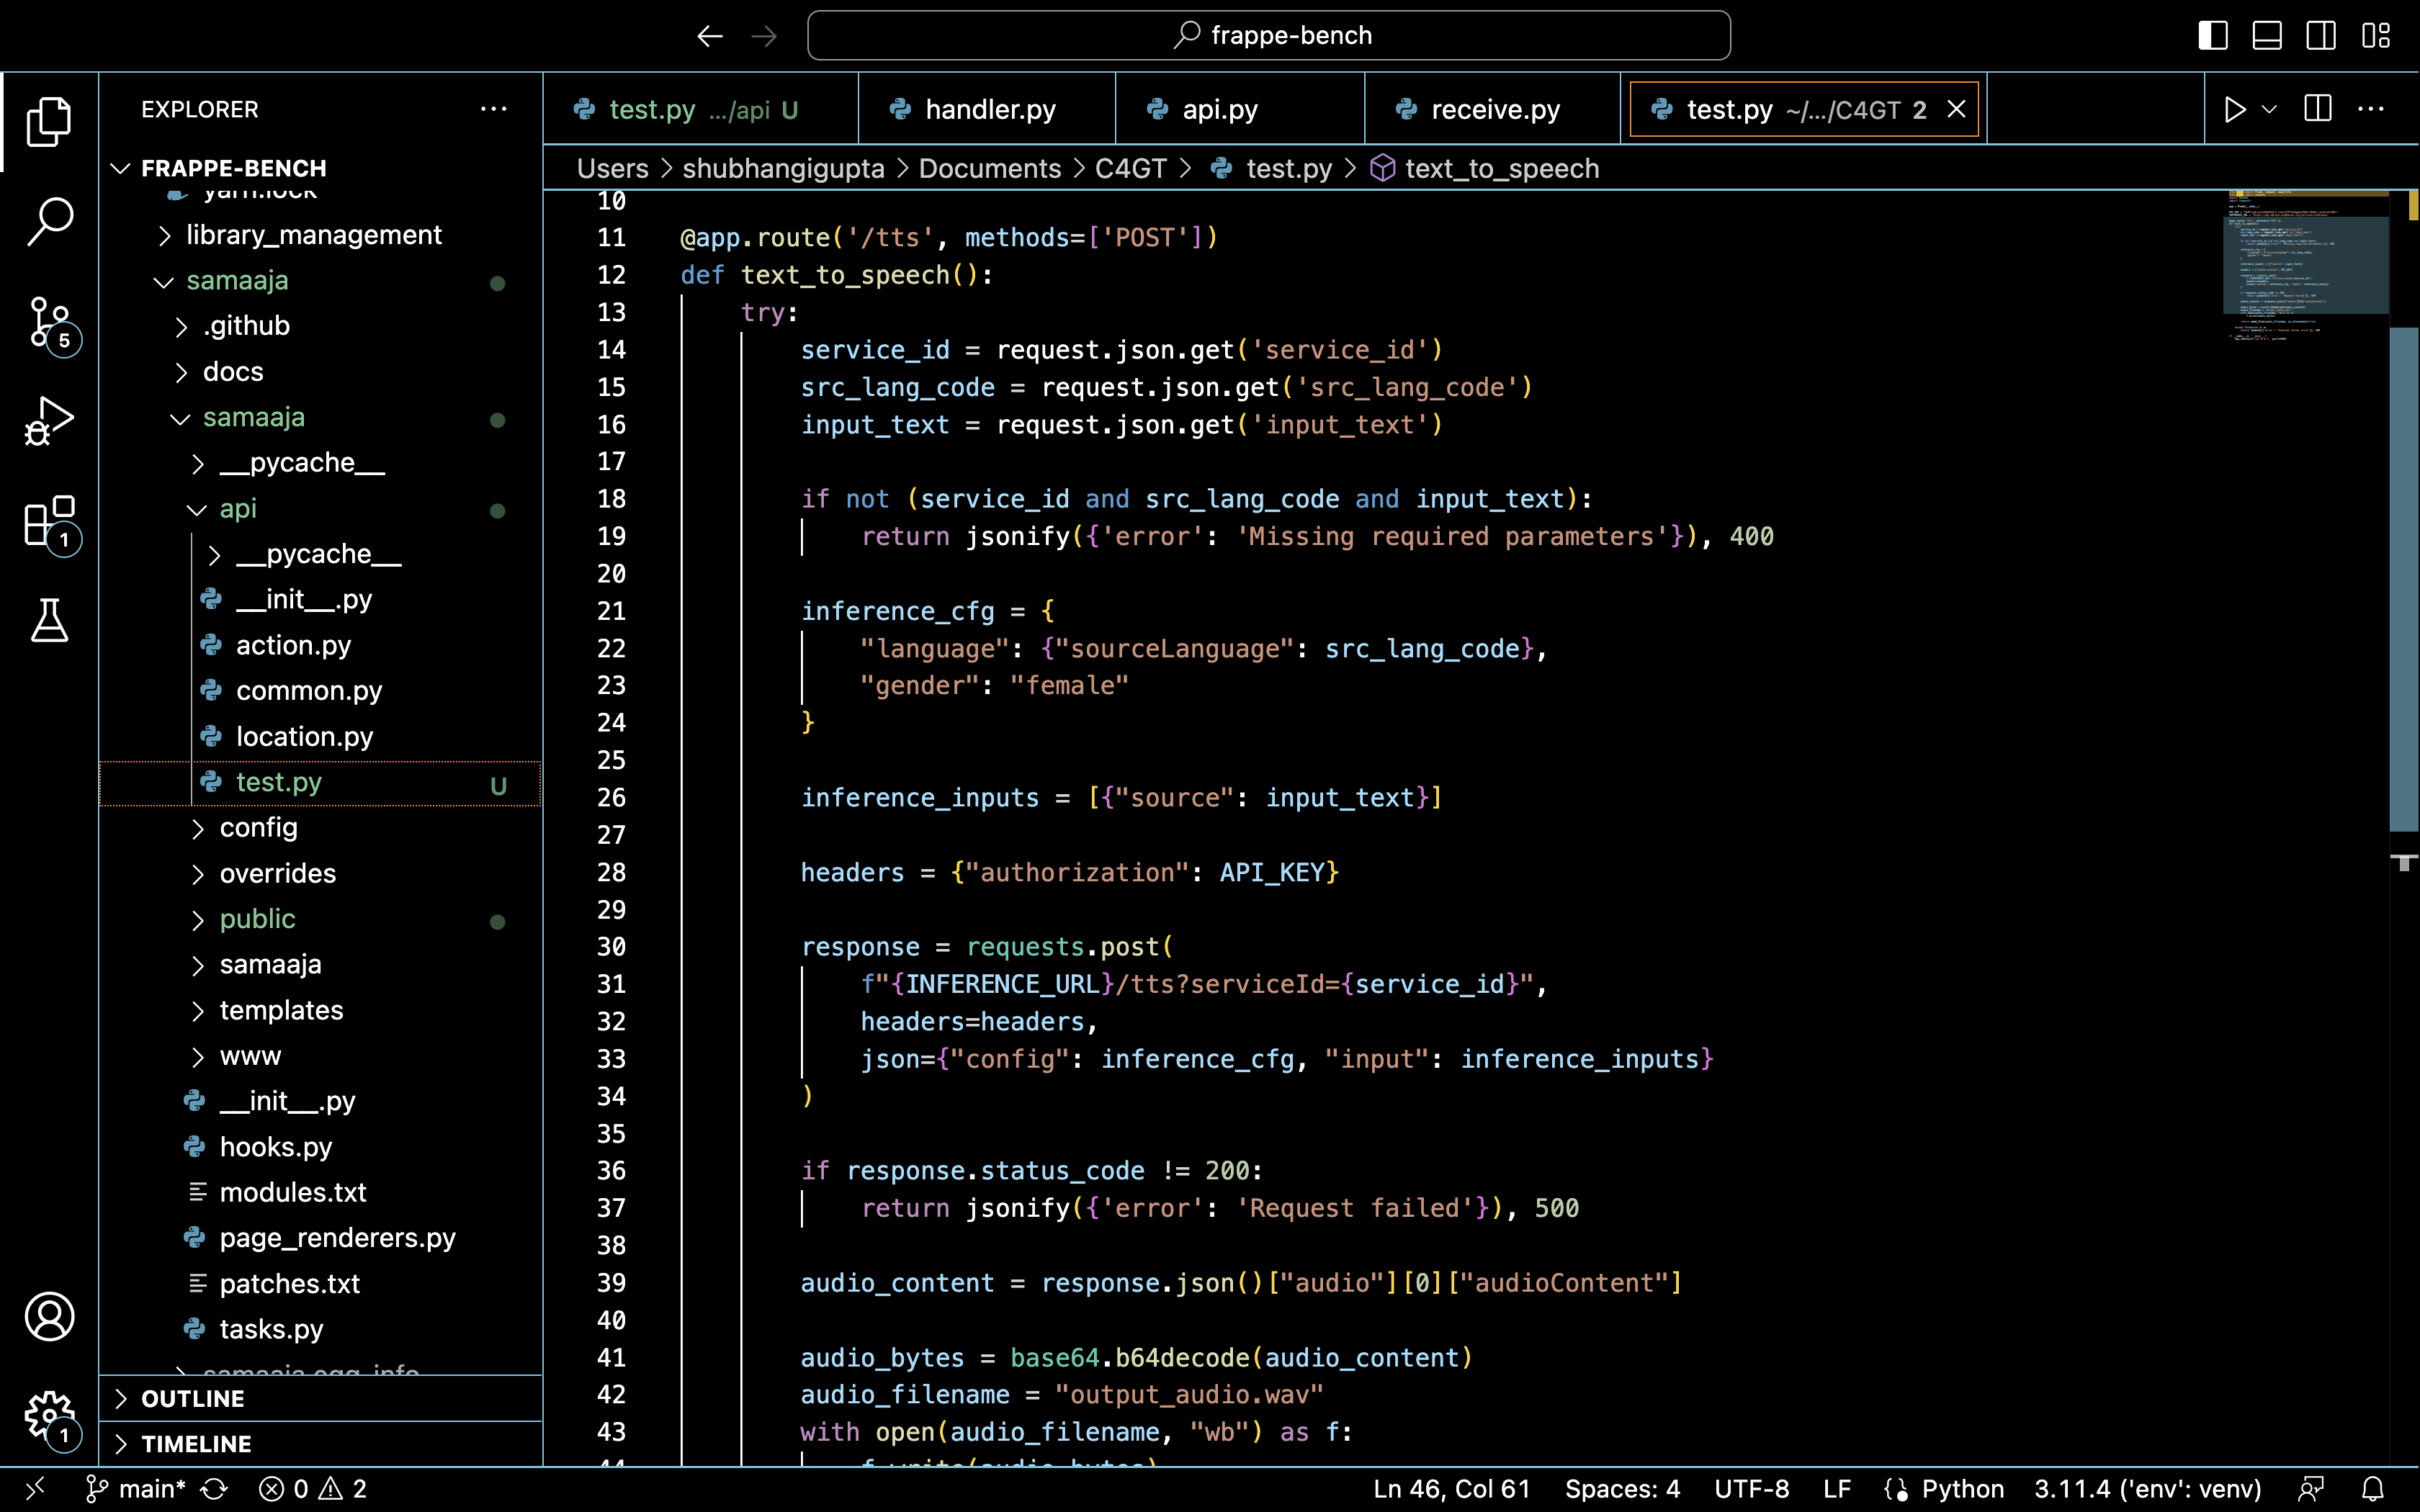 frappe-bench
EXPLORER
test.py .../api U
handler.py
api.py
receive.py
test.py ~/.../C4GT 2
FRAPPE-BENCH
Users > shubhangigupta > Documents > C4GT > test.py > text_to_speech
yarn.lock
library_management
samaaja
.github
docs
samaaja
__pycache__
api
__pycache__
__init__.py
action.py
common.py
location.py
test.py U
config
overrides
public
samaaja
templates
www
__init__.py
hooks.py
modules.txt
page_renderers.py
patches.txt
tasks.py
samaaja.egg-info
OUTLINE
TIMELINE
5
1
1
10
11 @app.route('/tts', methods=['POST'])
12 def text_to_speech():
13 try:
14 service_id = request.json.get('service_id')
15 src_lang_code = request.json.get('src_lang_code')
16 input_text = request.json.get('input_text')
17
18 if not (service_id and src_lang_code and input_text):
19 return jsonify({'error': 'Missing required parameters'}), 400
20
21 inference_cfg = {
22 "language": {"sourceLanguage": src_lang_code},
23 "gender": "female"
24 }
25
26 inference_inputs = [{"source": input_text}]
27
28 headers = {"authorization": API_KEY}
29
30 response = requests.post(
31 f"{INFERENCE_URL}/tts?serviceId={service_id}",
32 headers=headers,
33 json={"config": inference_cfg, "input": inference_inputs}
34 )
35
36 if response.status_code != 200:
37 return jsonify({'error': 'Request failed'}), 500
38
39 audio_content = response.json()["audio"][0]["audioContent"]
40
41 audio_bytes = base64.b64decode(audio_content)
42 audio_filename = "output_audio.wav"
43 with open(audio_filename, "wb") as f:
44 f.write(audio_bytes)
main* 0 2
Ln 46, Col 61 Spaces: 4 UTF-8 LF Python 3.11.4 ('env': venv)